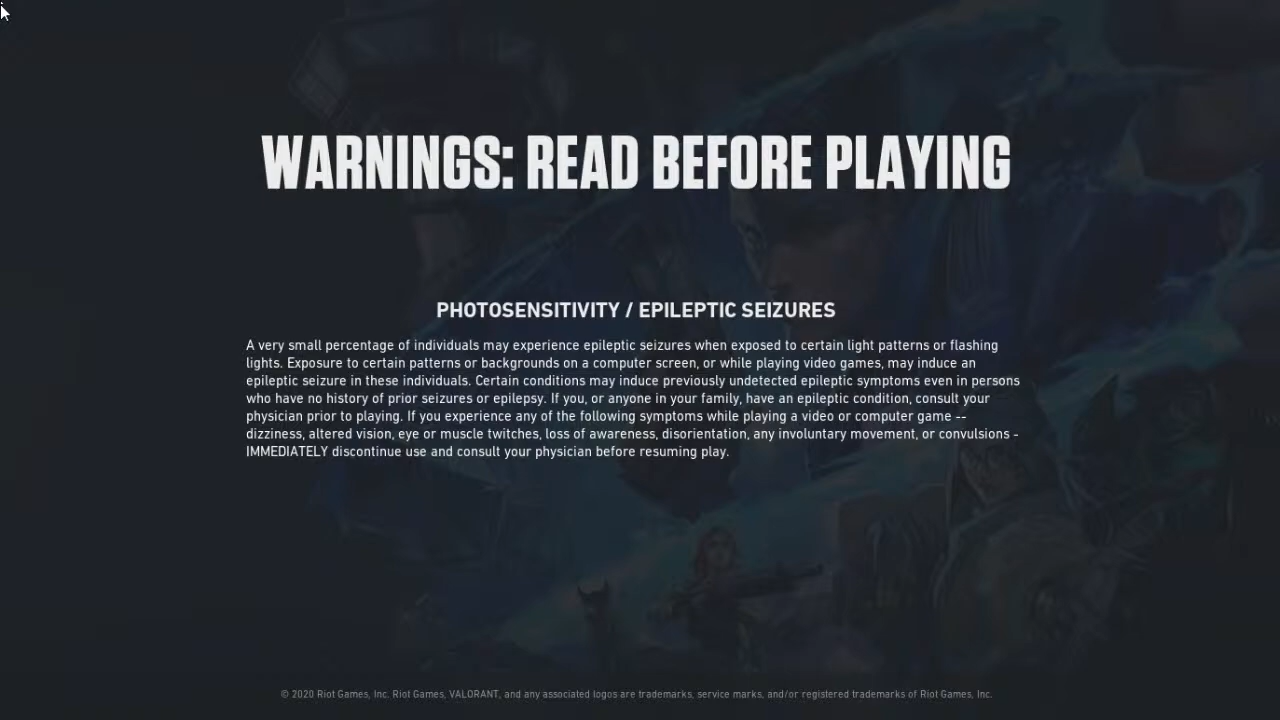 WARNINGS: READ BEFORE PLAYING
PHOTOSENSITIVITY / EPILEPTIC SEIZURES
A very small percentage of individuals may experience epileptic seizures when exposed to certain light patterns or flashing
lights. Exposure to certain patterns or backgrounds on a computer screen, or while playing video games, may induce an
epileptic seizure in these individuals. Certain conditions may induce previously undetected epileptic symptoms even in persons
who have no history of prior seizures or epilepsy. If you, or anyone in your family, have an epileptic condition, consult your
physician prior to playing. If you experience any of the following symptoms while playing a video or computer game --
dizziness, altered vision, eye or muscle twitches, loss of awareness, disorientation, any involuntary movement, or convulsions -
IMMEDIATELY discontinue use and consult your physician before resuming play.
© 2020 Riot Games, Inc. Riot Games, VALORANT, and any associated logos are trademarks, service marks, and/or registered trademarks of Riot Games, Inc.